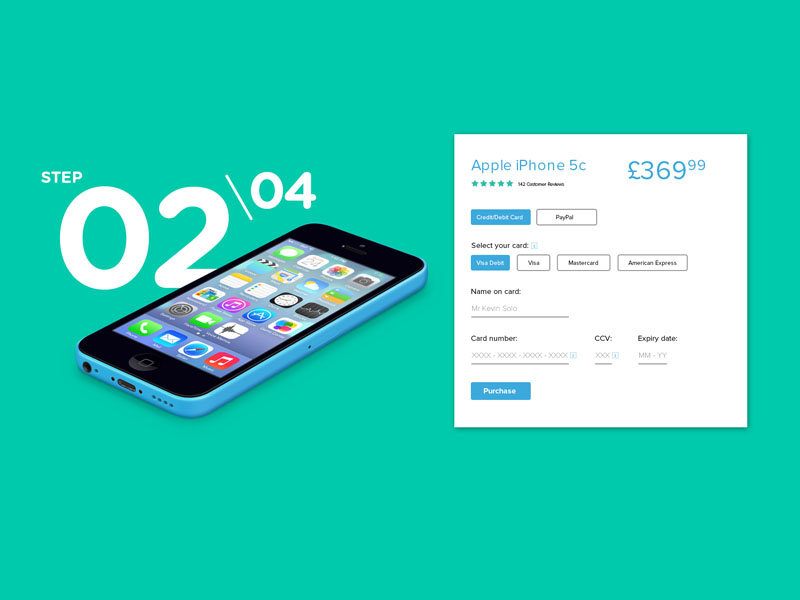 STEP
02\04
Apple iPhone 5c
£369⁹⁹
142 Customer Reviews
Credit/Debit Card
PayPal
Select your card:
Visa Debit
Visa
Mastercard
American Express
Name on card:
Mr Kevin Solo
Card number:
CCV:
Expiry date:
XXXX - XXXX - XXXX - XXXX
XXX
MM - YY
Purchase